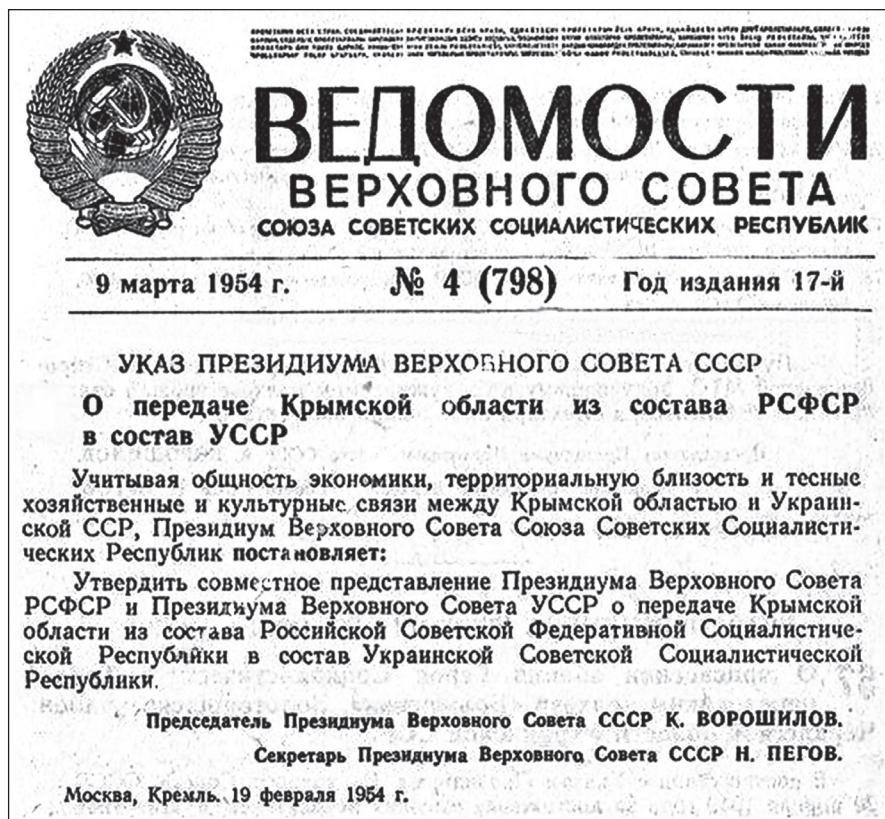 ВЕДОМОСТИ
ВЕРХОВНОГО СОВЕТА
СОЮЗА СОВЕТСКИХ СОЦИАЛИСТИЧЕСКИХ РЕСПУБЛИК
9 марта 1954 г. № 4 (798) Год издания 17-й
УКАЗ ПРЕЗИДИУМА ВЕРХОВНОГО СОВЕТА СССР
О передаче Крымской области из состава РСФСР
в состав УССР
Учитывая общность экономики, территориальную близость и тесные
хозяйственные и культурные связи между Крымской областью и Украин-
ской ССР, Президиум Верховного Совета Союза Советских Социалисти-
ческих Республик постановляет:
Утвердить совместное представление Президиума Верховного Совета
РСФСР и Президиума Верховного Совета УССР о передаче Крымской
области из состава Российской Советской Федеративной Социалистиче-
ской Республики в состав Украинской Советской Социалистической
Республики.
Председатель Президиума Верховного Совета СССР К. ВОРОШИЛОВ.
Секретарь Президиума Верховного Совета СССР Н. ПЕГОВ.
Москва, Кремль. 19 февраля 1954 г.